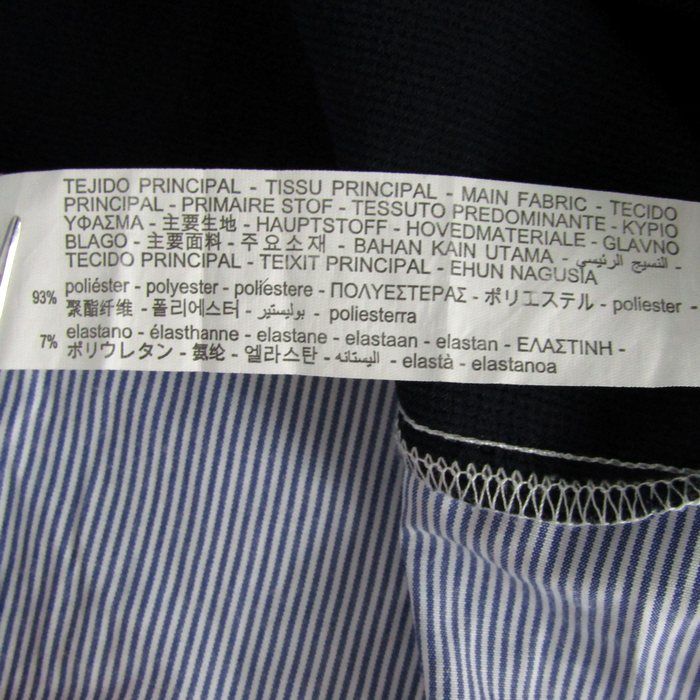 TEJIDO PRINCIPAL - TISSU PRINCIPAL - MAIN FABRIC - TECIDO
PRINCIPAL - PRIMAIRE STOF - TESSUTO PREDOMINANTE - ΚΥΡΙΟ
ΥΦΑΣΜΑ - 主要生地 - HAUPTSTOFF - HOVEDMATERIALE - GLAVNO
BLAGO - 主要面料 - 주요소재 - BAHAN KAIN UTAMA - النسيج الرئيسي -
TECIDO PRINCIPAL - TEIXIT PRINCIPAL - EHUN NAGUSIA
93% poliéster - polyester - poliestere - ΠΟΛΥΕΣΤΕΡΑΣ - ポリエステル - poliester -
聚酯纤维 - 폴리에스터 - بوليستير - poliesterra
7% elastano - élasthanne - elastane - elastaan - elastan - ΕΛΑΣΤΙΝΗ -
ポリウレタン - 氨纶 - 엘라스탄 - اليستانه - elastà - elastanoa